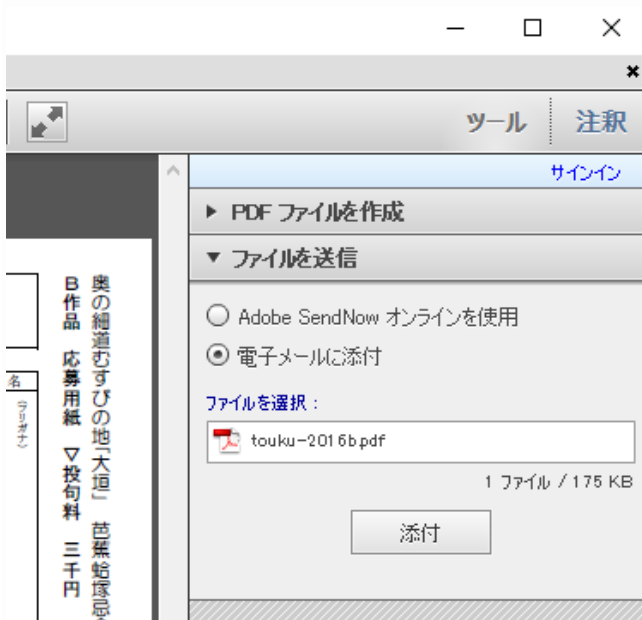 ツール
注釈
サインイン
PDF ファイルを作成
ファイルを送信
Adobe SendNow オンラインを使用
電子メールに添付
ファイルを選択：
touku-2016b.pdf
1 ファイル / 175 KB
添付
奥の細道むすびの地「大垣」 芭蕉蛤塚忌
B作品 応募用紙 ▽投句料 三千円
名
（フリガナ）